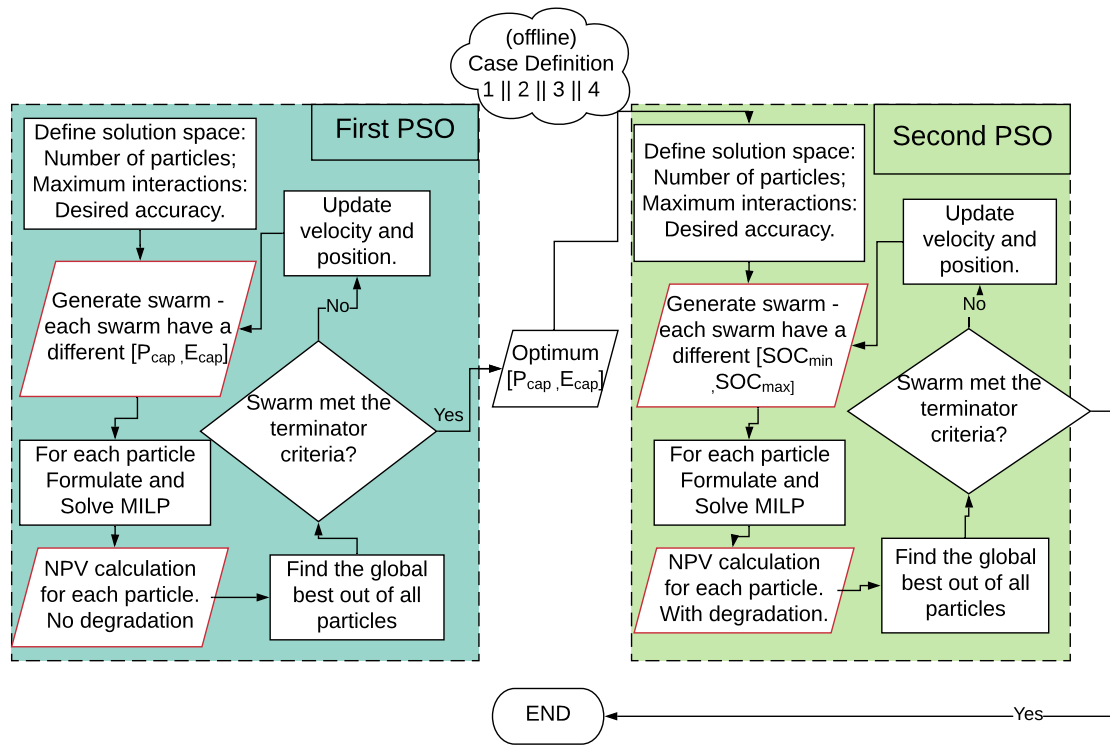 (offline)
Case Definition
1 || 2 || 3 || 4
First PSO
Define solution space:
Number of particles;
Maximum interactions:
Desired accuracy.
Update
velocity and
position.
Generate swarm -
each swarm have a
different [Pcap ,Ecap]
No
Swarm met the
terminator
criteria?
Yes
For each particle
Formulate and
Solve MILP
NPV calculation
for each particle.
No degradation
Find the global
best out of all
particles
Optimum
[Pcap ,Ecap]
Second PSO
Define solution space:
Number of particles;
Maximum interactions:
Desired accuracy.
Update
velocity and
position.
Generate swarm -
each swarm have a
different [SOCmin
,SOCmax]
No
Swarm met the
terminator
criteria?
For each particle
Formulate and
Solve MILP
NPV calculation
for each particle.
With degradation.
Find the global
best out of all
particles
END
Yes